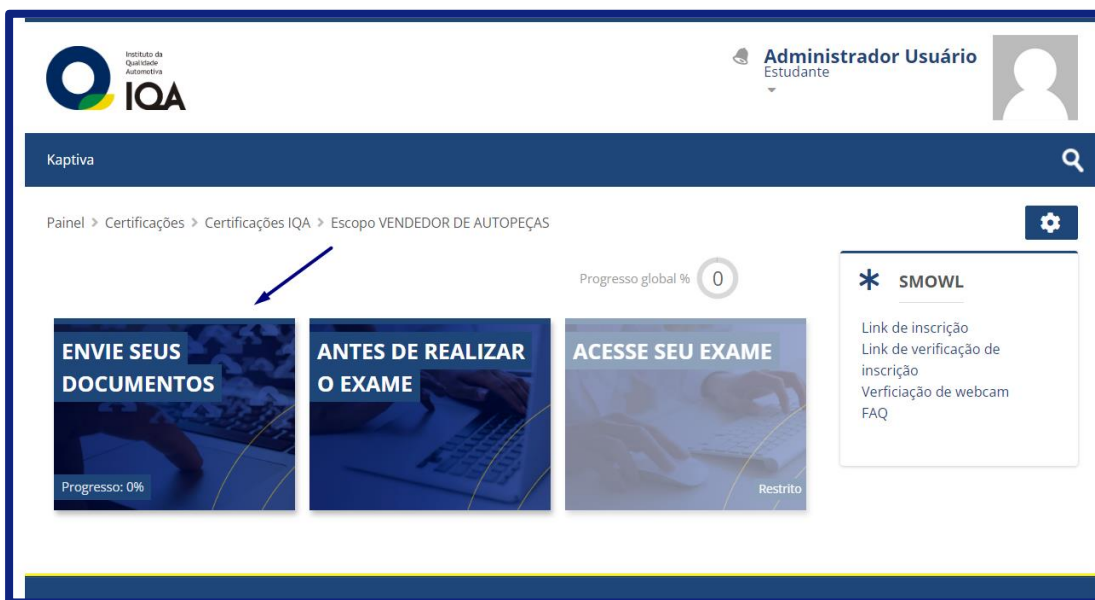 Instituto da
Qualidade
Automotiva
IQA
Administrador Usuário
Estudante
Kaptiva
Painel > Certificações > Certificações IQA > Escopo VENDEDOR DE AUTOPEÇAS
Progresso global % 0
ENVIE SEUS
DOCUMENTOS
Progresso: 0%
ANTES DE REALIZAR
O EXAME
ACESSE SEU EXAME
Restrito
SMOWL
Link de inscrição
Link de verificação de
inscrição
Verficiação de webcam
FAQ